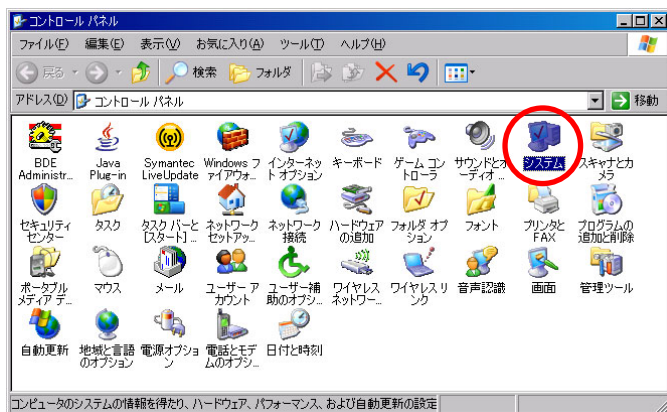 コントロール パネル
ファイル(F) 編集(E) 表示(V) お気に入り(A) ツール(T) ヘルプ(H)
戻る 検索 フォルダ
アドレス(D) コントロール パネル 移動
BDE Administr...
Java Plug-in
Symantec LiveUpdate
Windows ファイアウォ...
インターネット オプション
キーボード
ゲーム コントローラ
サウンドとオーディオ ...
システム
スキャナとカメラ
セキュリティ センター
タスク
タスク バーと [スタート] ...
ネットワーク セットアッ...
ネットワーク 接続
ハードウェアの追加
フォルダ オプション
フォント
プリンタと FAX
プログラムの追加と削除
ポータブル メディア デ...
マウス
メール
ユーザー アカウント
ユーザー補助のオプシ...
ワイヤレス ネットワー...
ワイヤレス リンク
音声認識
画面
管理ツール
自動更新
地域と言語のオプション
電源オプション
電話とモデムのオプシ...
日付と時刻
コンピュータのシステムの情報を得たり、ハードウェア、パフォーマンス、および自動更新の設定